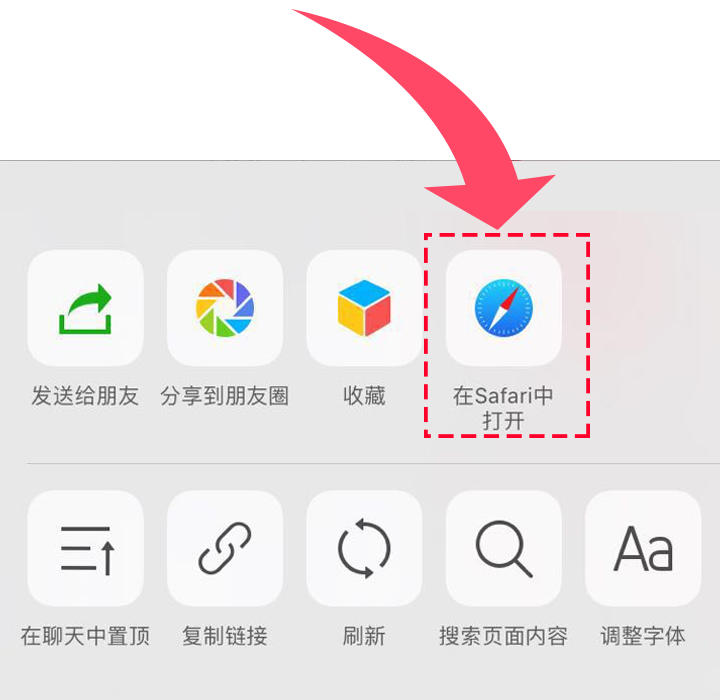 发送给朋友
分享到朋友圈
收藏
在Safari中
打开
Aa
在聊天中置顶
复制链接
刷新
搜索页面内容
调整字体